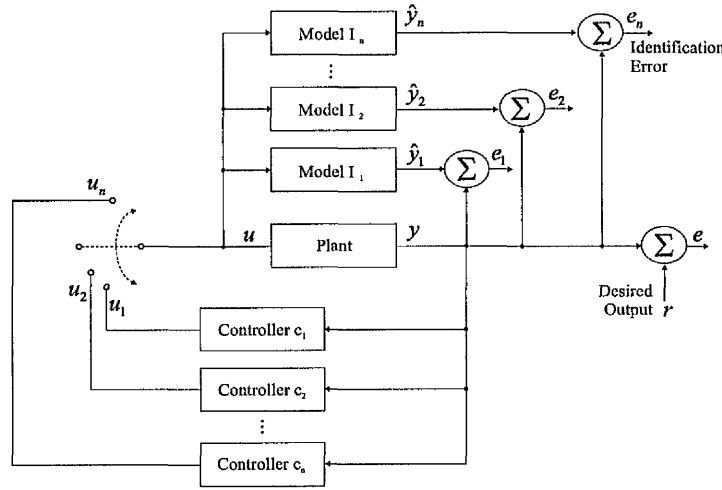 Model I n
ŷn
Σ
en
Identification
Error
Model I 2
ŷ2
Σ
e2
Model I 1
ŷ1
Σ
e1
un
u
Plant
y
Σ
e
u2
u1
Desired
Output
r
Controller c1
Controller c2
Controller cn